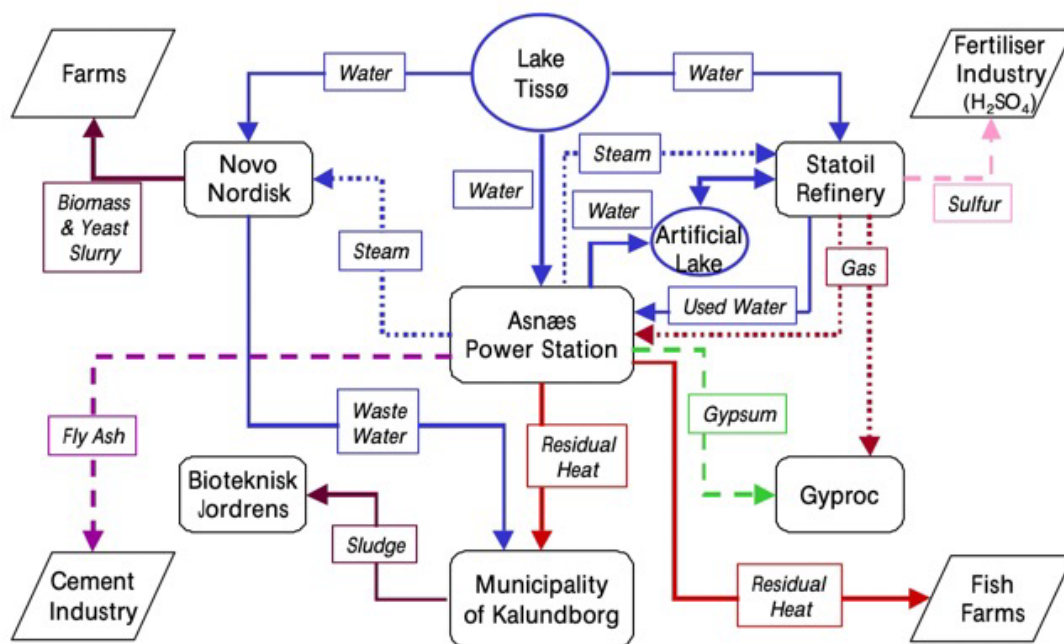 Farms
Water
Lake
Tissø
Water
Fertiliser
Industry
(H₂SO₄)
Novo
Nordisk
Steam
Statoil
Refinery
Biomass
& Yeast
Slurry
Water
Water
Sulfur
Steam
Artificial
Lake
Gas
Asnæs
Power Station
Used Water
Fly Ash
Waste
Water
Residual
Heat
Gypsum
Bioteknisk
Jordrens
Gyproc
Sludge
Cement
Industry
Municipality
of Kalundborg
Residual
Heat
Fish
Farms